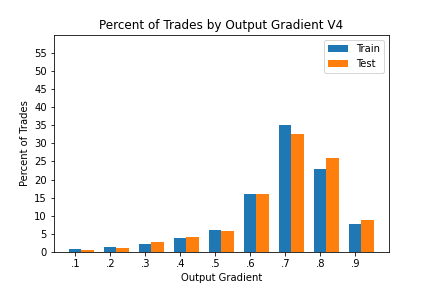 Percent of Trades by Output Gradient V4
Train
Test
Percent of Trades
55
50
45
40
35
30
25
20
15
10
5
0
.1 .2 .3 .4 .5 .6 .7 .8 .9
Output Gradient